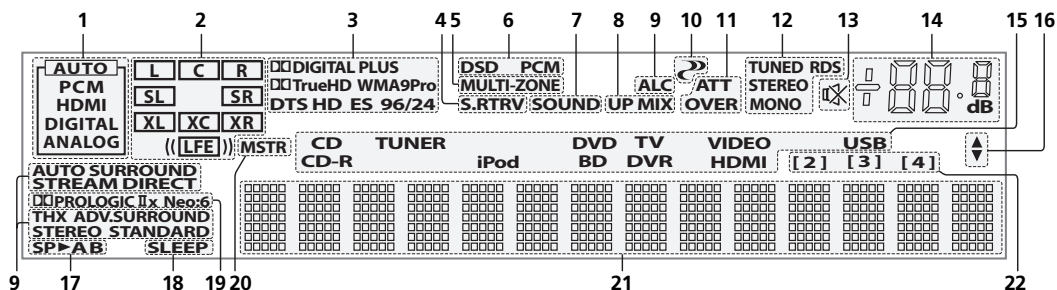 1 2 3 4 5 6 7 8 9 10 11 12 13 14 15 16
AUTO
PCM
HDMI
DIGITAL
ANALOG
L C R
SL SR
XL XC XR
((LFE))
DIGITAL PLUS
TrueHD WMA9Pro
DTS HD ES 96/24
DSD PCM
MULTI-ZONE
S.RTRV SOUND
ALC
UP MIX
ATT
OVER
TUNED RDS
STEREO
MONO
dB
MSTR
CD TUNER DVD TV VIDEO USB
CD-R iPod BD DVR HDMI [2] [3] [4]
AUTO SURROUND
STREAM DIRECT
PROLOGIC IIx Neo:6
THX ADV.SURROUND
STEREO STANDARD
SP►AB SLEEP
9 17 18 19 20 21 22